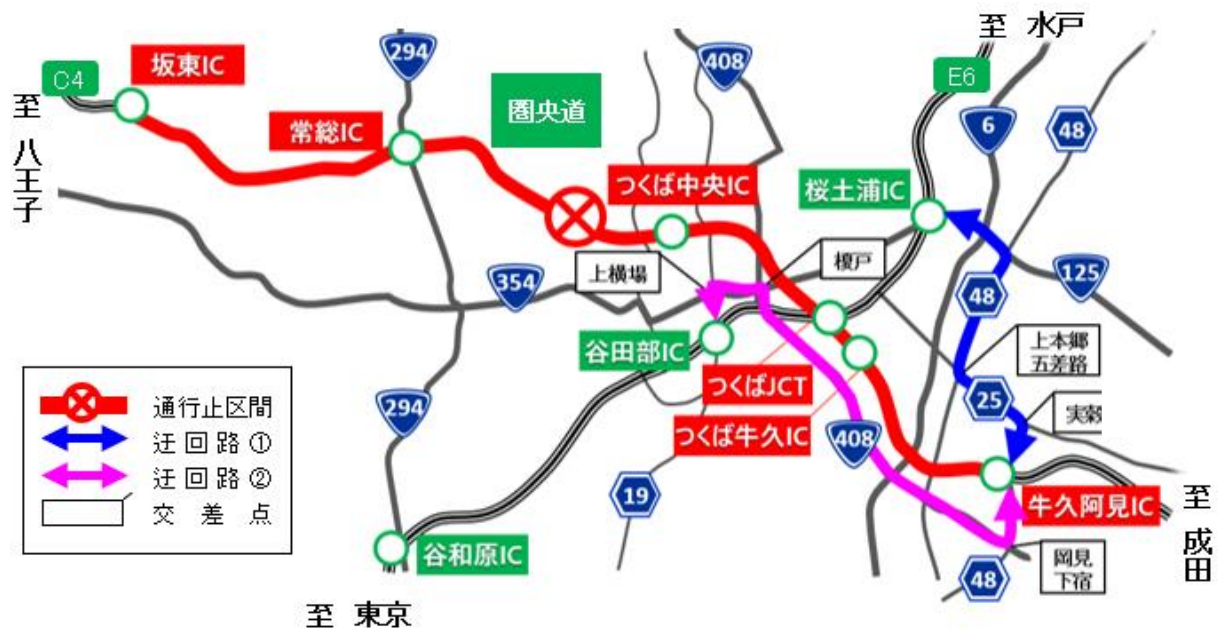 至 水戸
C4
坂東IC
294
408
E6
至 八王子
常総IC
圏央道
6
48
つくば中央IC
桜土浦IC
上横場
榎戸
354
48
125
谷田部IC
上本郷
五差路
つくばJCT
25
通行止区間
294
つくば牛久IC
408
実穀
迂回路①
迂回路②
19
牛久阿見IC
至 成田
交差点
谷和原IC
岡見
下宿
48
至 東京